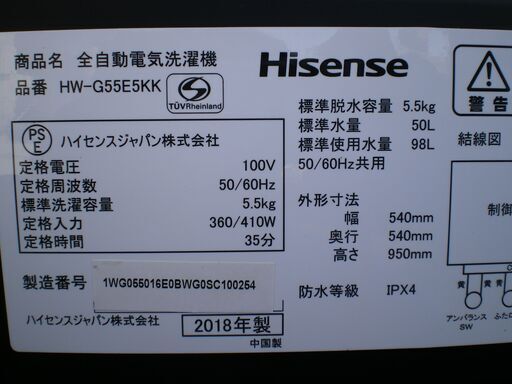 商品名 全自動電気洗濯機
品番 HW-G55E5KK
TÜVRheinland
Hisense
警告
PS
E
ハイセンスジャパン株式会社
定格電圧 100V
定格周波数 50/60Hz
標準洗濯容量 5.5kg
定格入力 360/410W
定格時間 35分
標準脱水容量 5.5kg
標準水量 50L
標準使用水量 98L
50/60Hz共用
外形寸法
幅 540mm
奥行 540mm
高さ 950mm
防水等級 IPX4
製造番号 1WG055016E0BWG0SC100254
ハイセンスジャパン株式会社 2018年製
中国製
結線図
制御
黄 黄 黄
アンバランス
SW
ふた